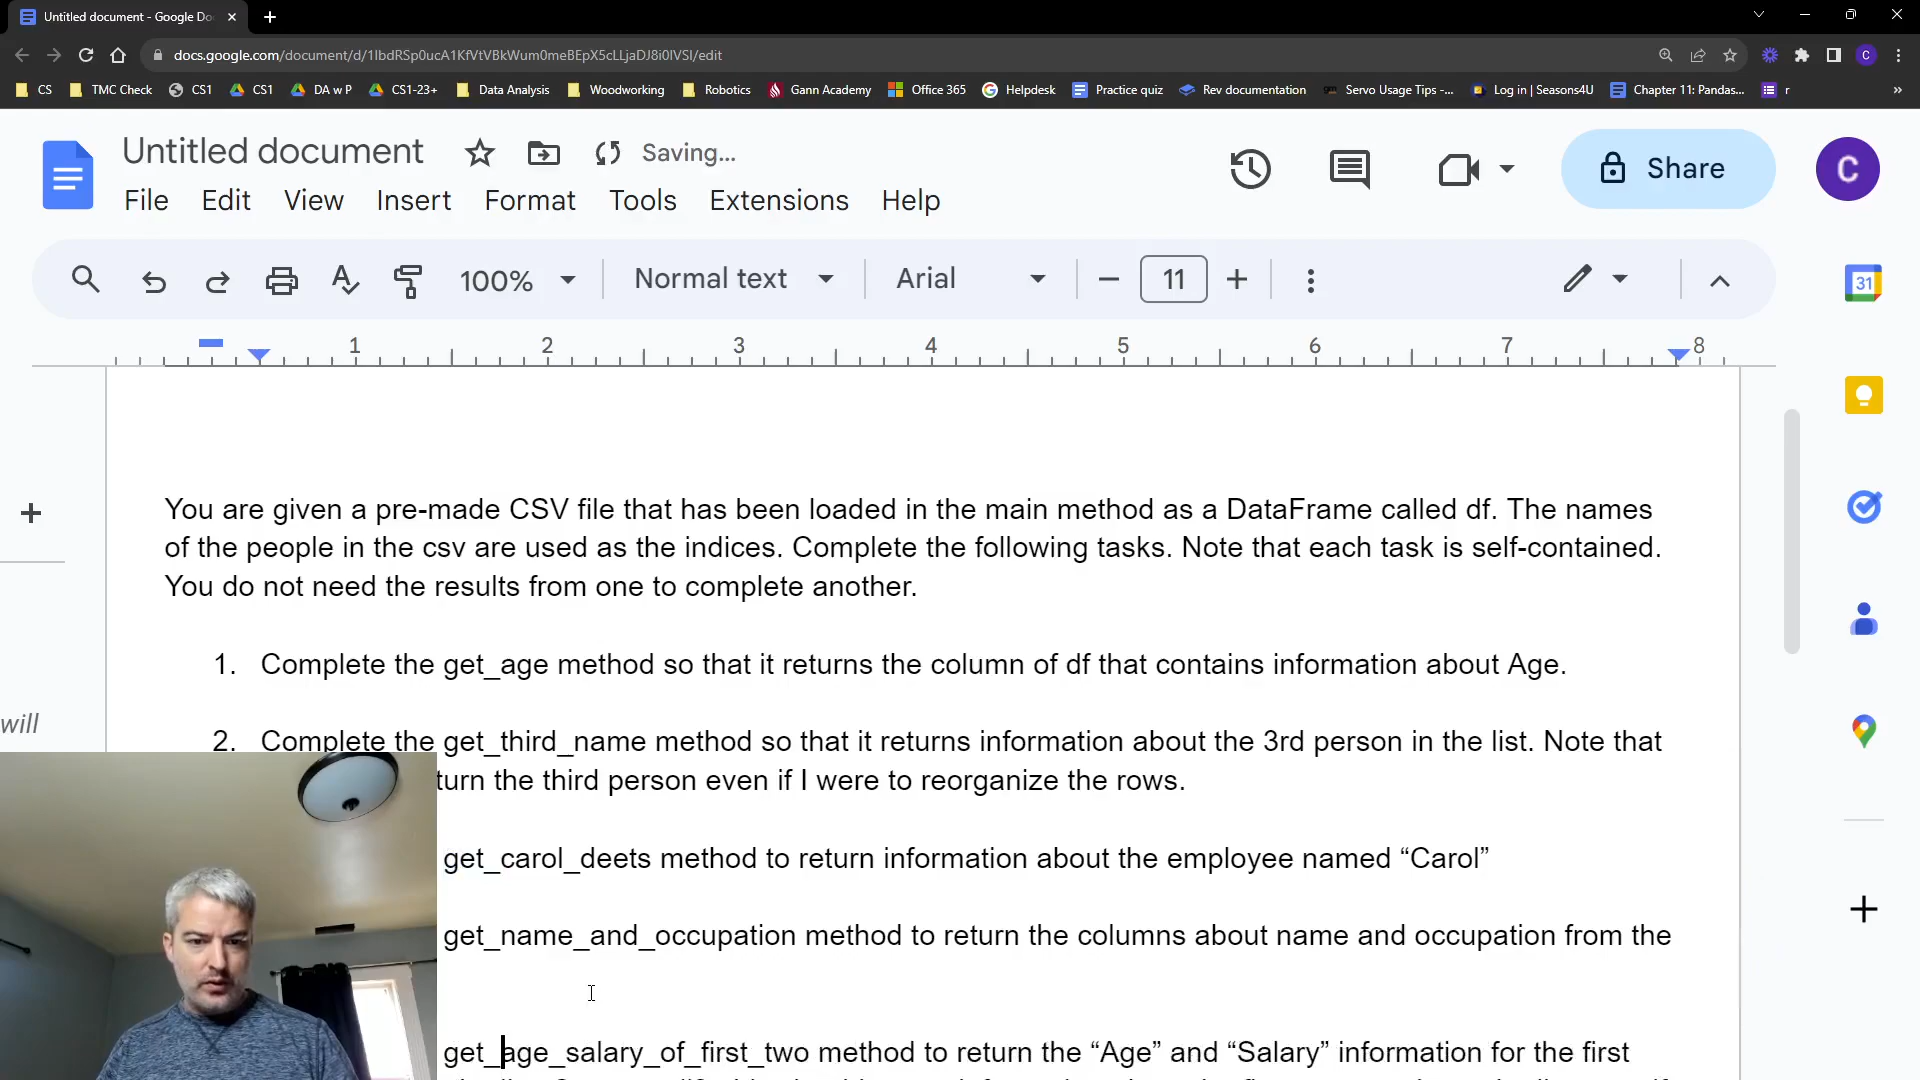 Untitled document - Google Do
docs.google.com/document/d/1lbdRSp0ucA1KfVtVBkWum0meBEpX5cLLjaDJ8i0lVSI/edit
CS TMC Check CS1 CS1 DA w P CS1-23+ Data Analysis Woodworking Robotics Gann Academy Office 365 Helpdesk Practice quiz Rev documentation Servo Usage Tips -... Log in | Seasons4U Chapter 11: Pandas... r »
Untitled document Saving...
File Edit View Insert Format Tools Extensions Help
Share
C
100% Normal text Arial 11
31
1 2 3 4 5 6 7 8
You are given a pre-made CSV file that has been loaded in the main method as a DataFrame called df. The names
of the people in the csv are used as the indices. Complete the following tasks. Note that each task is self-contained.
You do not need the results from one to complete another.
1. Complete the get_age method so that it returns the column of df that contains information about Age.
will
2. Complete the get_third_name method so that it returns information about the 3rd person in the list. Note that
turn the third person even if I were to reorganize the rows.
get_carol_deets method to return information about the employee named “Carol”
get_name_and_occupation method to return the columns about name and occupation from the
get_age_salary_of_first_two method to return the “Age” and “Salary” information for the first